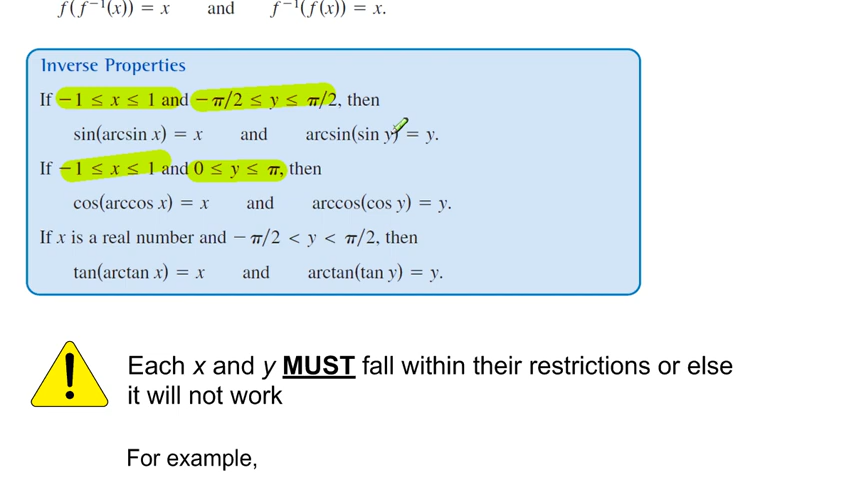 f(f⁻¹(x)) = x and f⁻¹(f(x)) = x.
Inverse Properties
If −1 ≤ x ≤ 1 and −π/2 ≤ y ≤ π/2, then
sin(arcsin x) = x and arcsin(sin y) = y.
If −1 ≤ x ≤ 1 and 0 ≤ y ≤ π, then
cos(arccos x) = x and arccos(cos y) = y.
If x is a real number and −π/2 < y < π/2, then
tan(arctan x) = x and arctan(tan y) = y.
Each x and y MUST fall within their restrictions or else
it will not work
For example,